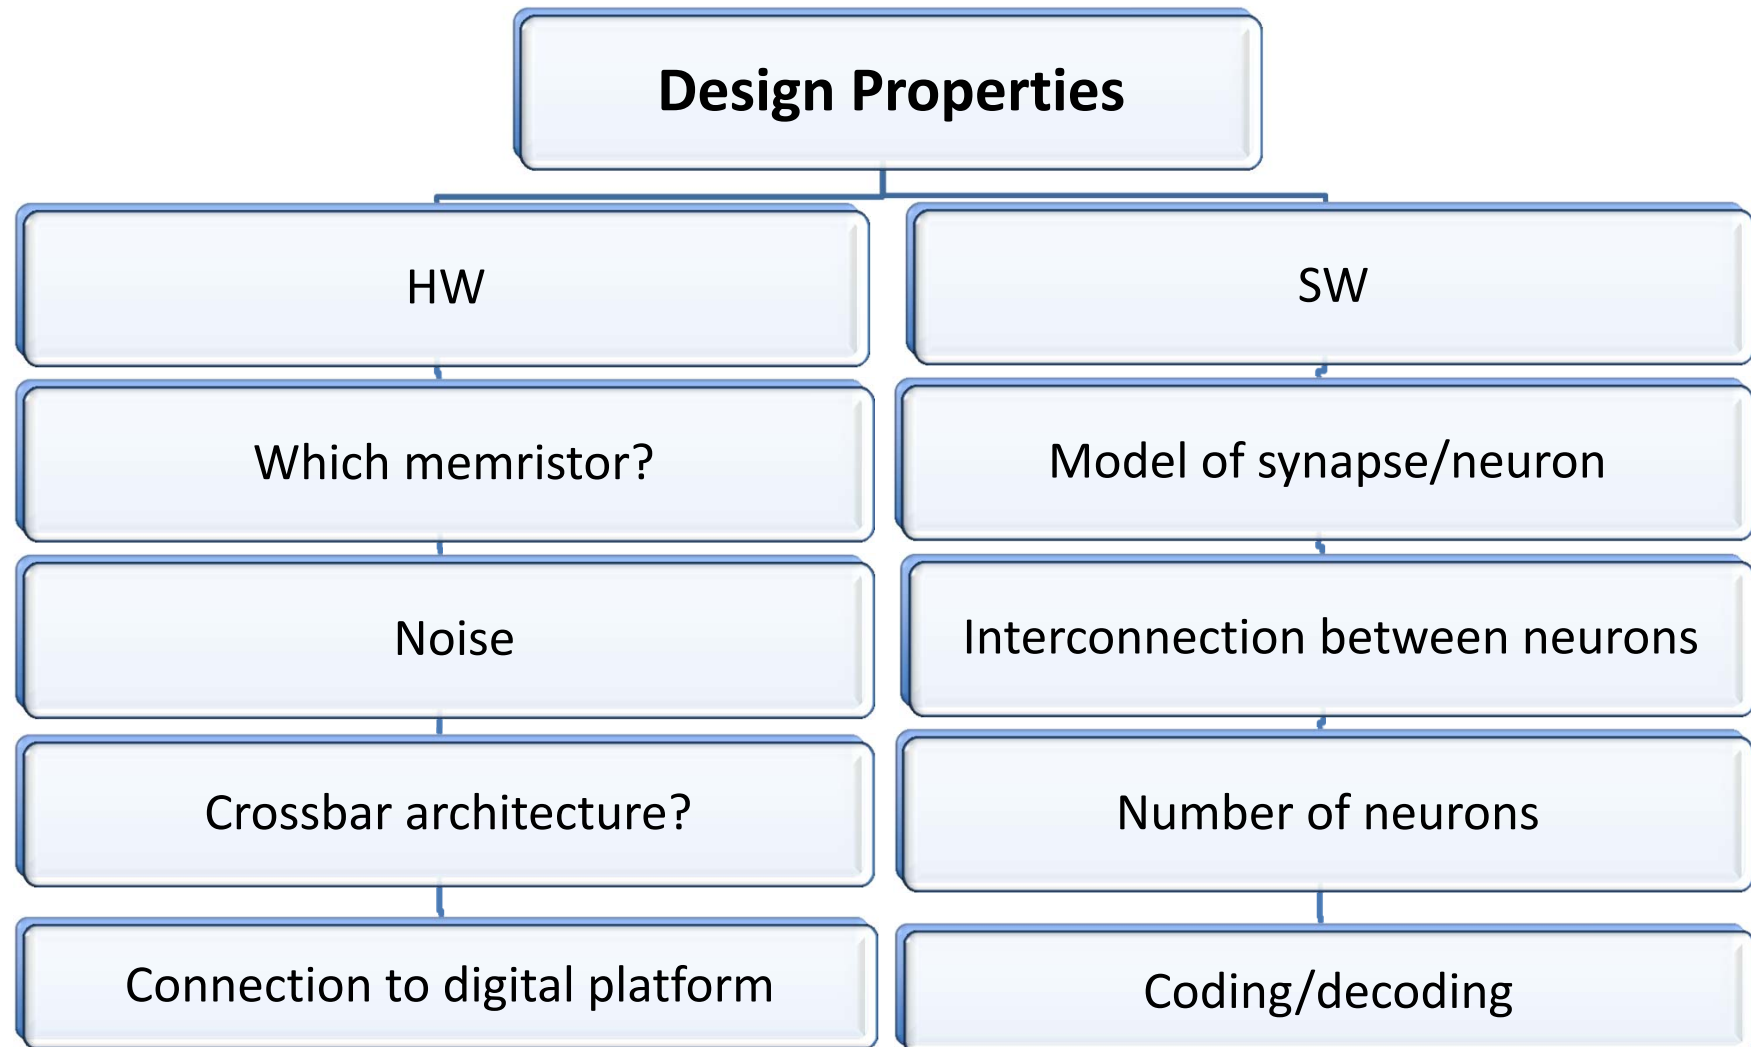 Design Properties
HW
SW
Which memristor?
Model of synapse/neuron
Noise
Interconnection between neurons
Crossbar architecture?
Number of neurons
Connection to digital platform
Coding/decoding